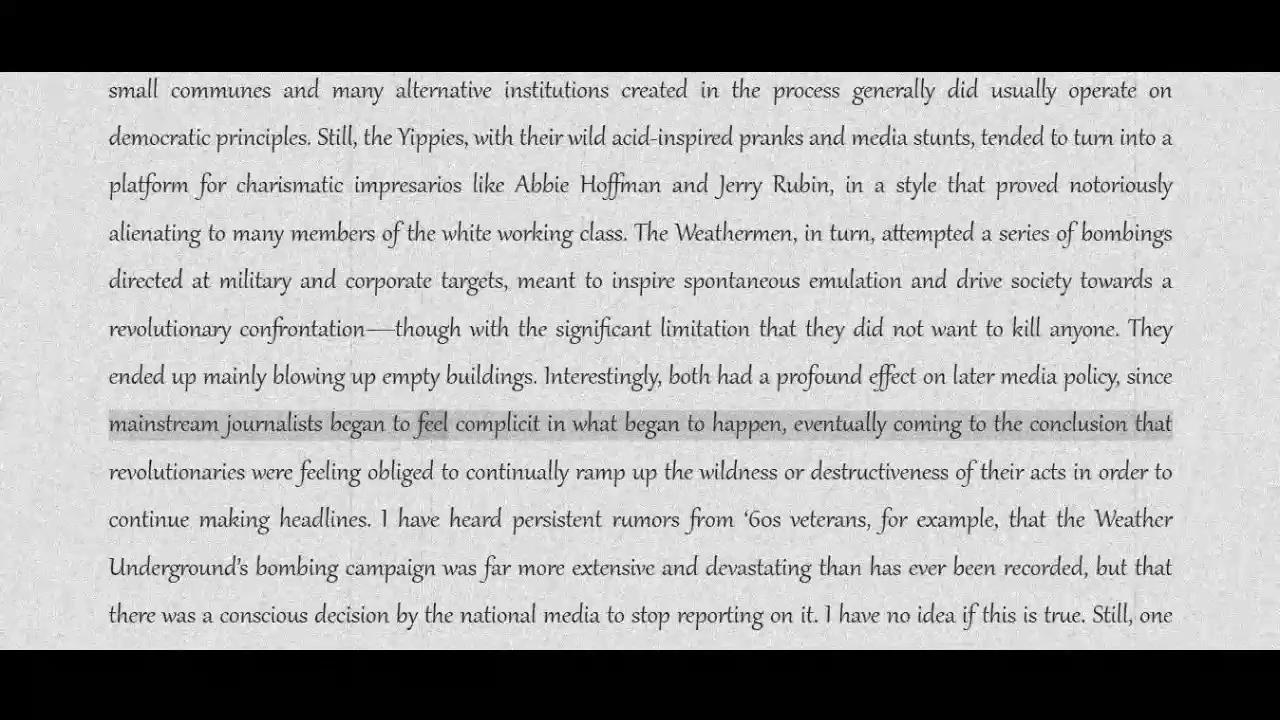 small communes and many alternative institutions created in the process generally did usually operate on
democratic principles. Still, the Yippies, with their wild acid-inspired pranks and media stunts, tended to turn into a
platform for charismatic impresarios like Abbie Hoffman and Jerry Rubin, in a style that proved notoriously
alienating to many members of the white working class. The Weathermen, in turn, attempted a series of bombings
directed at military and corporate targets, meant to inspire spontaneous emulation and drive society towards a
revolutionary confrontation—though with the significant limitation that they did not want to kill anyone. They
ended up mainly blowing up empty buildings. Interestingly, both had a profound effect on later media policy, since
mainstream journalists began to feel complicit in what began to happen, eventually coming to the conclusion that
revolutionaries were feeling obliged to continually ramp up the wildness or destructiveness of their acts in order to
continue making headlines. I have heard persistent rumors from ‘60s veterans, for example, that the Weather
Underground’s bombing campaign was far more extensive and devastating than has ever been recorded, but that
there was a conscious decision by the national media to stop reporting on it. I have no idea if this is true. Still, one